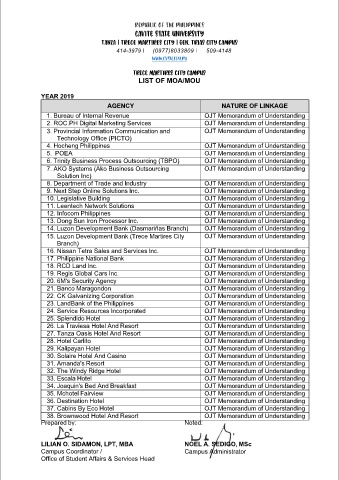 REPUBLIC OF THE PHILIPPINES
CAVITE STATE UNIVERSITY
TANZA | TRECE MARTIRES CITY | GEN. TRIAS CITY CAMPUS
414-3979 | (0977)8033809 | 509-4148
TRECE MARTIRES CITY CAMPUS
LIST OF MOA/MOU
YEAR 2019
AGENCY NATURE OF LINKAGE
1. Bureau of Internal Revenue OJT Memorandum of Understanding
2. ROC.PH Digital Marketing Services OJT Memorandum of Understanding
3. Provincial Information Communication and OJT Memorandum of Understanding
Technology Office (PICTO)
4. Hocheng Philippines OJT Memorandum of Understanding
5. PDEA OJT Memorandum of Understanding
6. Trinity Business Process Outsourcing (TBPO) OJT Memorandum of Understanding
7. AKO Systems (Ako Business Outsourcing OJT Memorandum of Understanding
Solution Inc)
8. Department of Trade and Industry OJT Memorandum of Understanding
9. Next Step Online Solutions Inc. OJT Memorandum of Understanding
10. Legislative Building OJT Memorandum of Understanding
11. Leentech Network Solutions OJT Memorandum of Understanding
12. Infocom Philippines OJT Memorandum of Understanding
13. Dong Sun Iron Processor Inc. OJT Memorandum of Understanding
14. Luzon Development Bank (Dasmariñas Branch) OJT Memorandum of Understanding
15. Luzon Development Bank (Trece Martires City OJT Memorandum of Understanding
Branch)
16. Nissan Tetra Sales and Services Inc. OJT Memorandum of Understanding
17. Philippine National Bank OJT Memorandum of Understanding
18. RCD Land Inc. OJT Memorandum of Understanding
19. Regis Global Cars Inc. OJT Memorandum of Understanding
20. 6M's Security Agency OJT Memorandum of Understanding
21. Banco Maragondon OJT Memorandum of Understanding
22. CK Galvanizing Corporation OJT Memorandum of Understanding
23. LandBank of the Philippines OJT Memorandum of Understanding
24. Service Resources Incorporated OJT Memorandum of Understanding
25. Splendido Hotel OJT Memorandum of Understanding
26. La Traviesa Hotel And Resort OJT Memorandum of Understanding
27. Tanza Oasis Hotel And Resort OJT Memorandum of Understanding
28. Hotel Carlito OJT Memorandum of Understanding
29. Kalipayan Hotel OJT Memorandum of Understanding
30. Solaire Hotel And Casino OJT Memorandum of Understanding
31. Amanda's Resort OJT Memorandum of Understanding
32. The Windy Ridge Hotel OJT Memorandum of Understanding
33. Escala Hotel OJT Memorandum of Understanding
34. Joaquin's Bed And Breakfast OJT Memorandum of Understanding
35. Mchotel Fairview OJT Memorandum of Understanding
36. Destination Hotel OJT Memorandum of Understanding
37. Cabins By Eco Hotel OJT Memorandum of Understanding
38. Brownwood Hotel And Resort OJT Memorandum of Understanding
Prepared by: Noted:
LILIAN O. SIDAMON, LPT, MBA NOEL A. SEDIGO, MSc
Campus Coordinator / Campus Administrator
Office of Student Affairs & Services Head